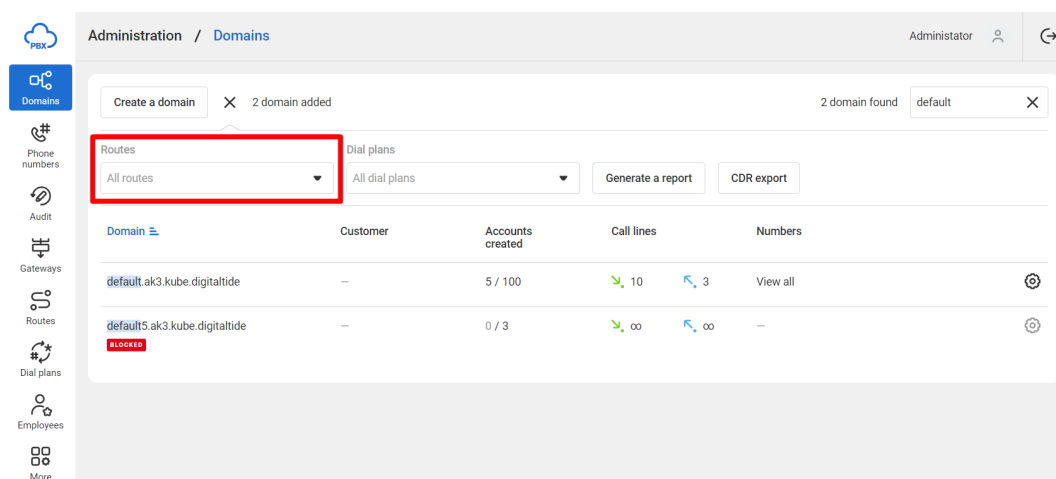 PBX
Administration / Domains
Administator
Domains
Create a domain
2 domain added
2 domain found
default
Phone
numbers
Routes
Dial plans
All routes
All dial plans
Generate a report
CDR export
Audit
Domain
Customer
Accounts
created
Call lines
Numbers
Gateways
default.ak3.kube.digitaltide
–
5 / 100
10
3
View all
Routes
default5.ak3.kube.digitaltide
–
0 / 3
∞
∞
–
BLOCKED
Dial plans
Employees
More